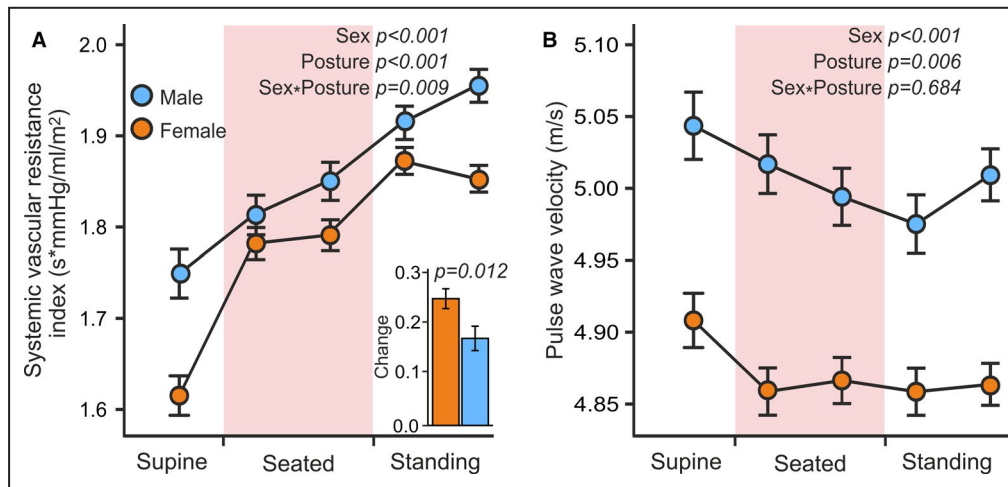 A
Sex p<0.001
Posture p<0.001
Sex*Posture p=0.009
Male
Female
Systemic vascular resistance
index (s*mmHg/ml/m²)
2.0
1.9
1.8
1.7
1.6
p=0.012
Change
0.3
0.2
0.1
0.0
Supine
Seated
Standing
B
Sex p<0.001
Posture p=0.006
Sex*Posture p=0.684
Pulse wave velocity (m/s)
5.10
5.05
5.00
4.95
4.90
4.85
Supine
Seated
Standing